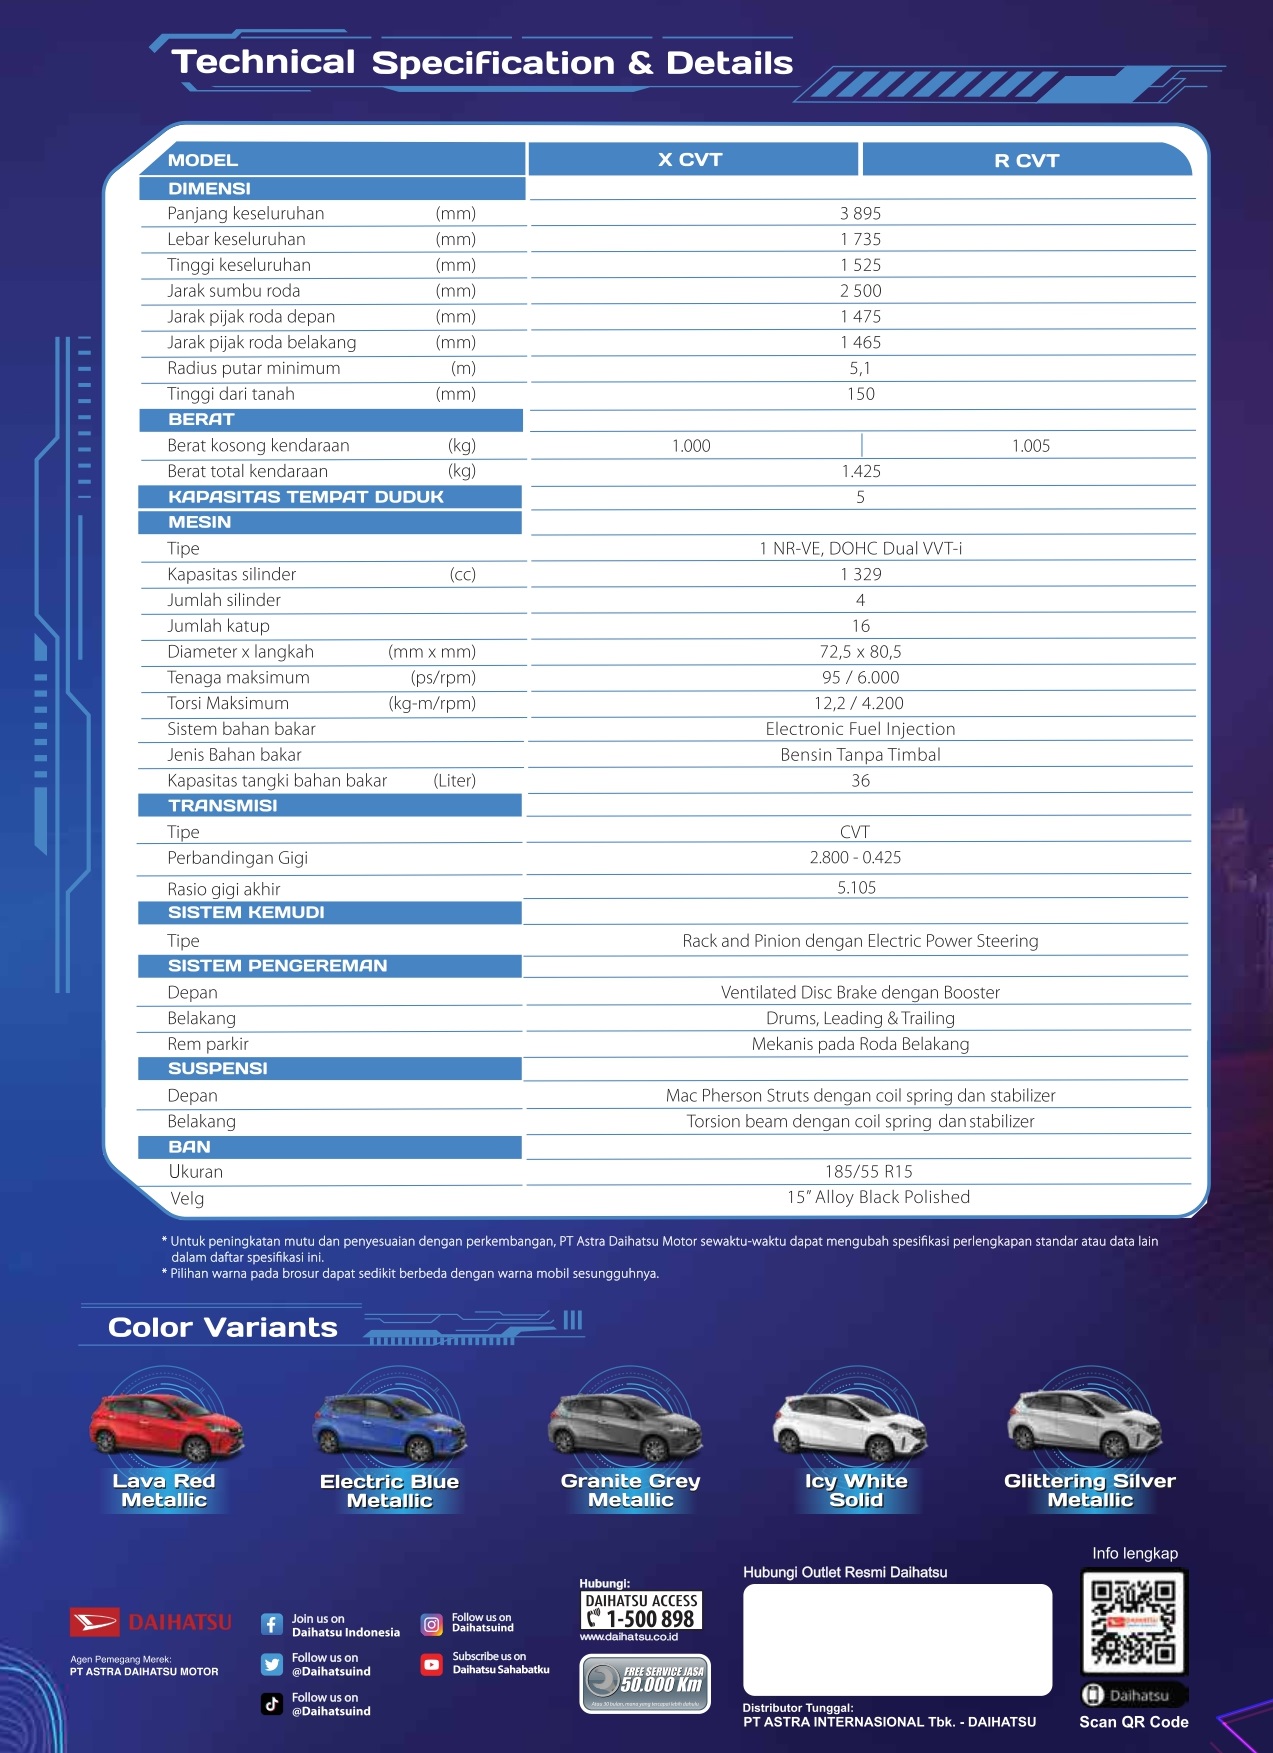 Technical Specification & Details
MODEL X CVT R CVT
DIMENSI
Panjang keseluruhan (mm) 3 895
Lebar keseluruhan (mm) 1 735
Tinggi keseluruhan (mm) 1 525
Jarak sumbu roda (mm) 2 500
Jarak pijak roda depan (mm) 1 475
Jarak pijak roda belakang (mm) 1 465
Radius putar minimum (m) 5,1
Tinggi dari tanah (mm) 150
BERAT
Berat kosong kendaraan (kg) 1.000 1.005
Berat total kendaraan (kg) 1.425
KAPASITAS TEMPAT DUDUK 5
MESIN
Tipe 1 NR-VE, DOHC Dual VVT-i
Kapasitas silinder (cc) 1 329
Jumlah silinder 4
Jumlah katup 16
Diameter x langkah (mm x mm) 72,5 x 80,5
Tenaga maksimum (ps/rpm) 95 / 6.000
Torsi Maksimum (kg-m/rpm) 12,2 / 4.200
Sistem bahan bakar Electronic Fuel Injection
Jenis Bahan bakar Bensin Tanpa Timbal
Kapasitas tangki bahan bakar (Liter) 36
TRANSMISI
Tipe CVT
Perbandingan Gigi 2.800 - 0.425
Rasio gigi akhir 5.105
SISTEM KEMUDI
Tipe Rack and Pinion dengan Electric Power Steering
SISTEM PENGEREMAN
Depan Ventilated Disc Brake dengan Booster
Belakang Drums, Leading & Trailing
Rem parkir Mekanis pada Roda Belakang
SUSPENSI
Depan Mac Pherson Struts dengan coil spring dan stabilizer
Belakang Torsion beam dengan coil spring dan stabilizer
BAN
Ukuran 185/55 R15
Velg 15” Alloy Black Polished
* Untuk peningkatan mutu dan penyesuaian dengan perkembangan, PT Astra Daihatsu Motor sewaktu-waktu dapat mengubah spesifikasi perlengkapan standar atau data lain
dalam daftar spesifikasi ini.
* Pilihan warna pada brosur dapat sedikit berbeda dengan warna mobil sesungguhnya.
Color Variants
Lava Red
Metallic
Electric Blue
Metallic
Granite Grey
Metallic
Icy White
Solid
Glittering Silver
Metallic
DAIHATSU
Agen Pemegang Merek:
PT ASTRA DAIHATSU MOTOR
Join us on
Daihatsu Indonesia
Follow us on
@Daihatsuind
Follow us on
@Daihatsuind
Follow us on
Daihatsuind
Subscribe us on
Daihatsu Sahabatku
Hubungi:
DAIHATSU ACCESS
1-500 898
www.daihatsu.co.id
FREE SERVICE JASA
50.000 Km
Hubungi Outlet Resmi Daihatsu
Distributor Tunggal:
PT ASTRA INTERNASIONAL Tbk. - DAIHATSU
Info lengkap
Daihatsu
Scan QR Code